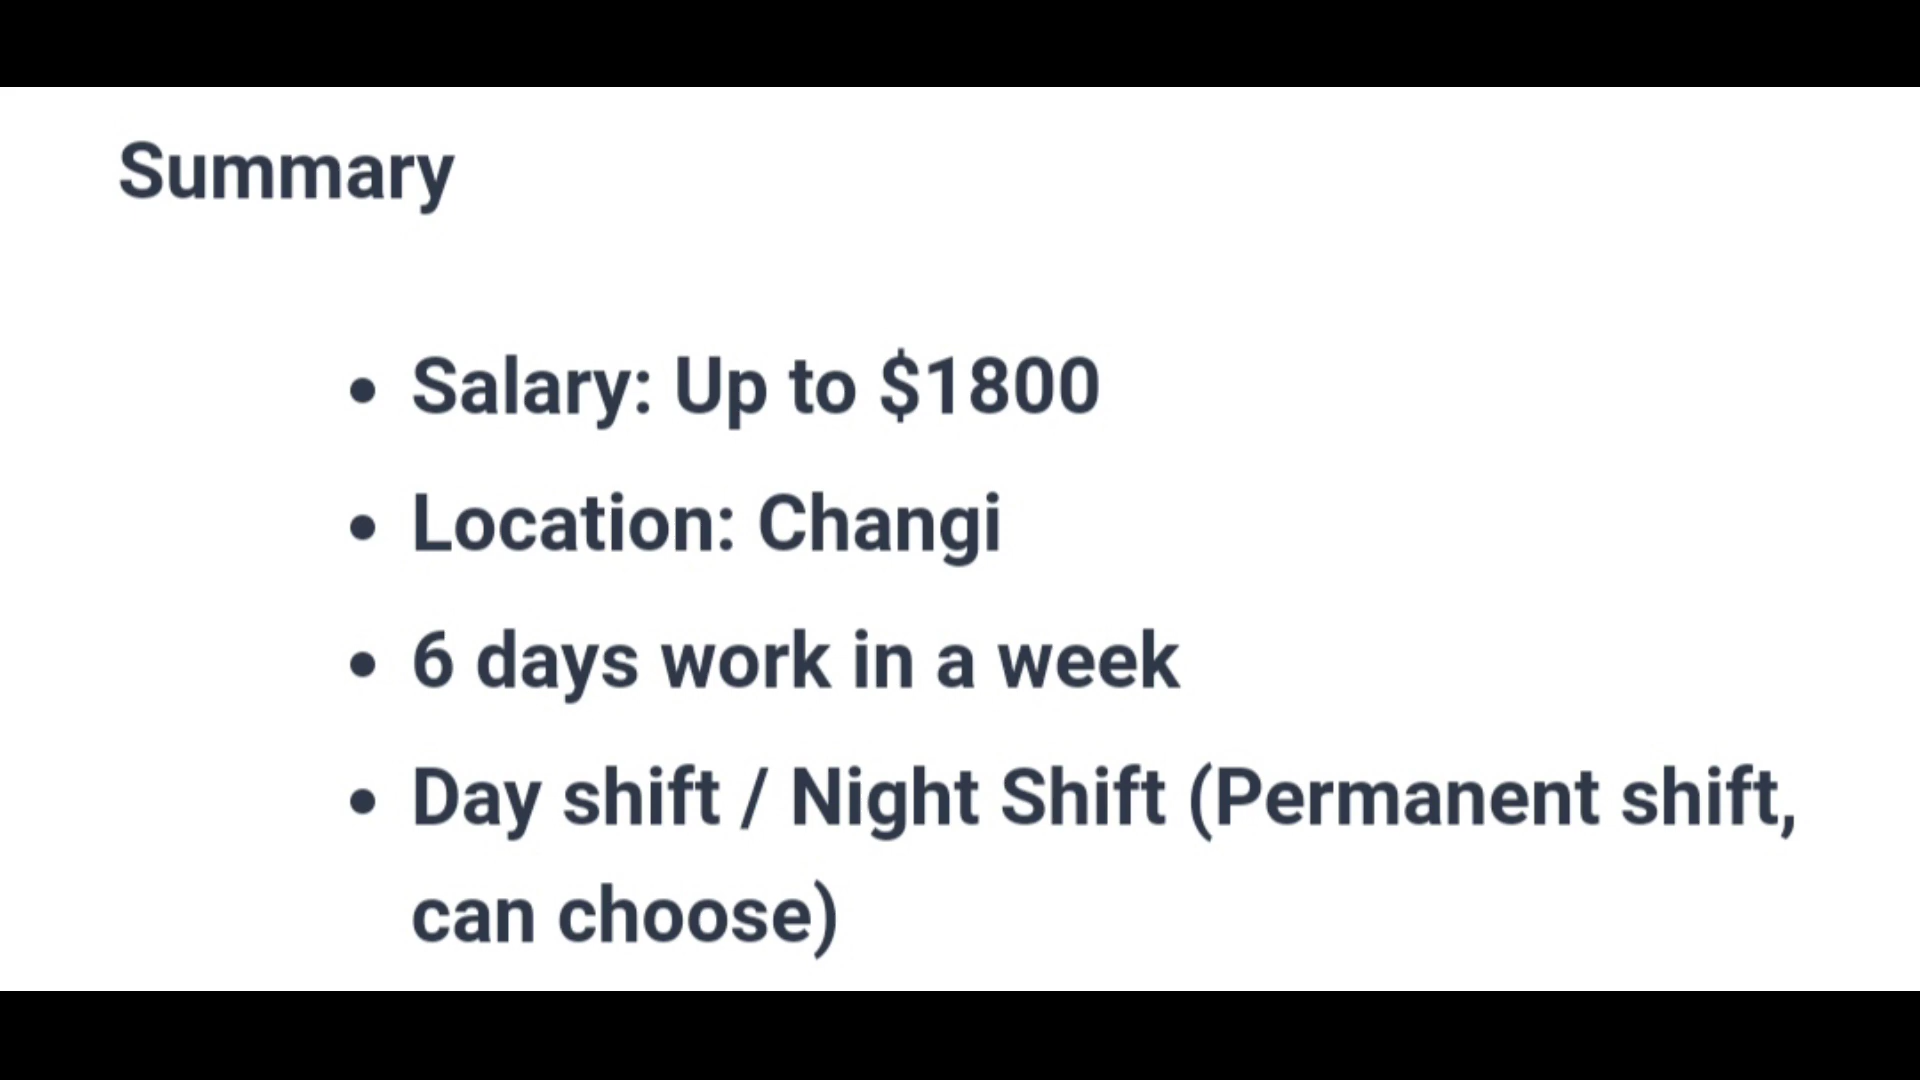 Summary
• Salary: Up to $1800
• Location: Changi
• 6 days work in a week
• Day shift / Night Shift (Permanent shift,
can choose)